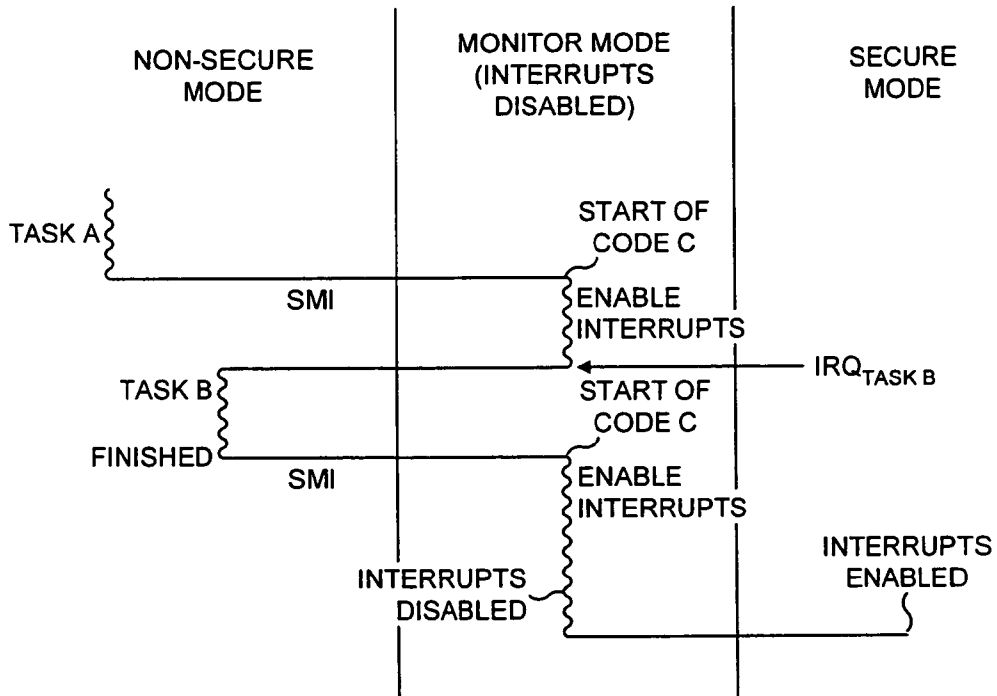 NON-SECURE
MODE
MONITOR MODE
(INTERRUPTS
DISABLED)
SECURE
MODE
TASK A
START OF
CODE C
SMI
ENABLE
INTERRUPTS
IRQTASK B
TASK B
START OF
CODE C
FINISHED
SMI
ENABLE
INTERRUPTS
INTERRUPTS
DISABLED
INTERRUPTS
ENABLED